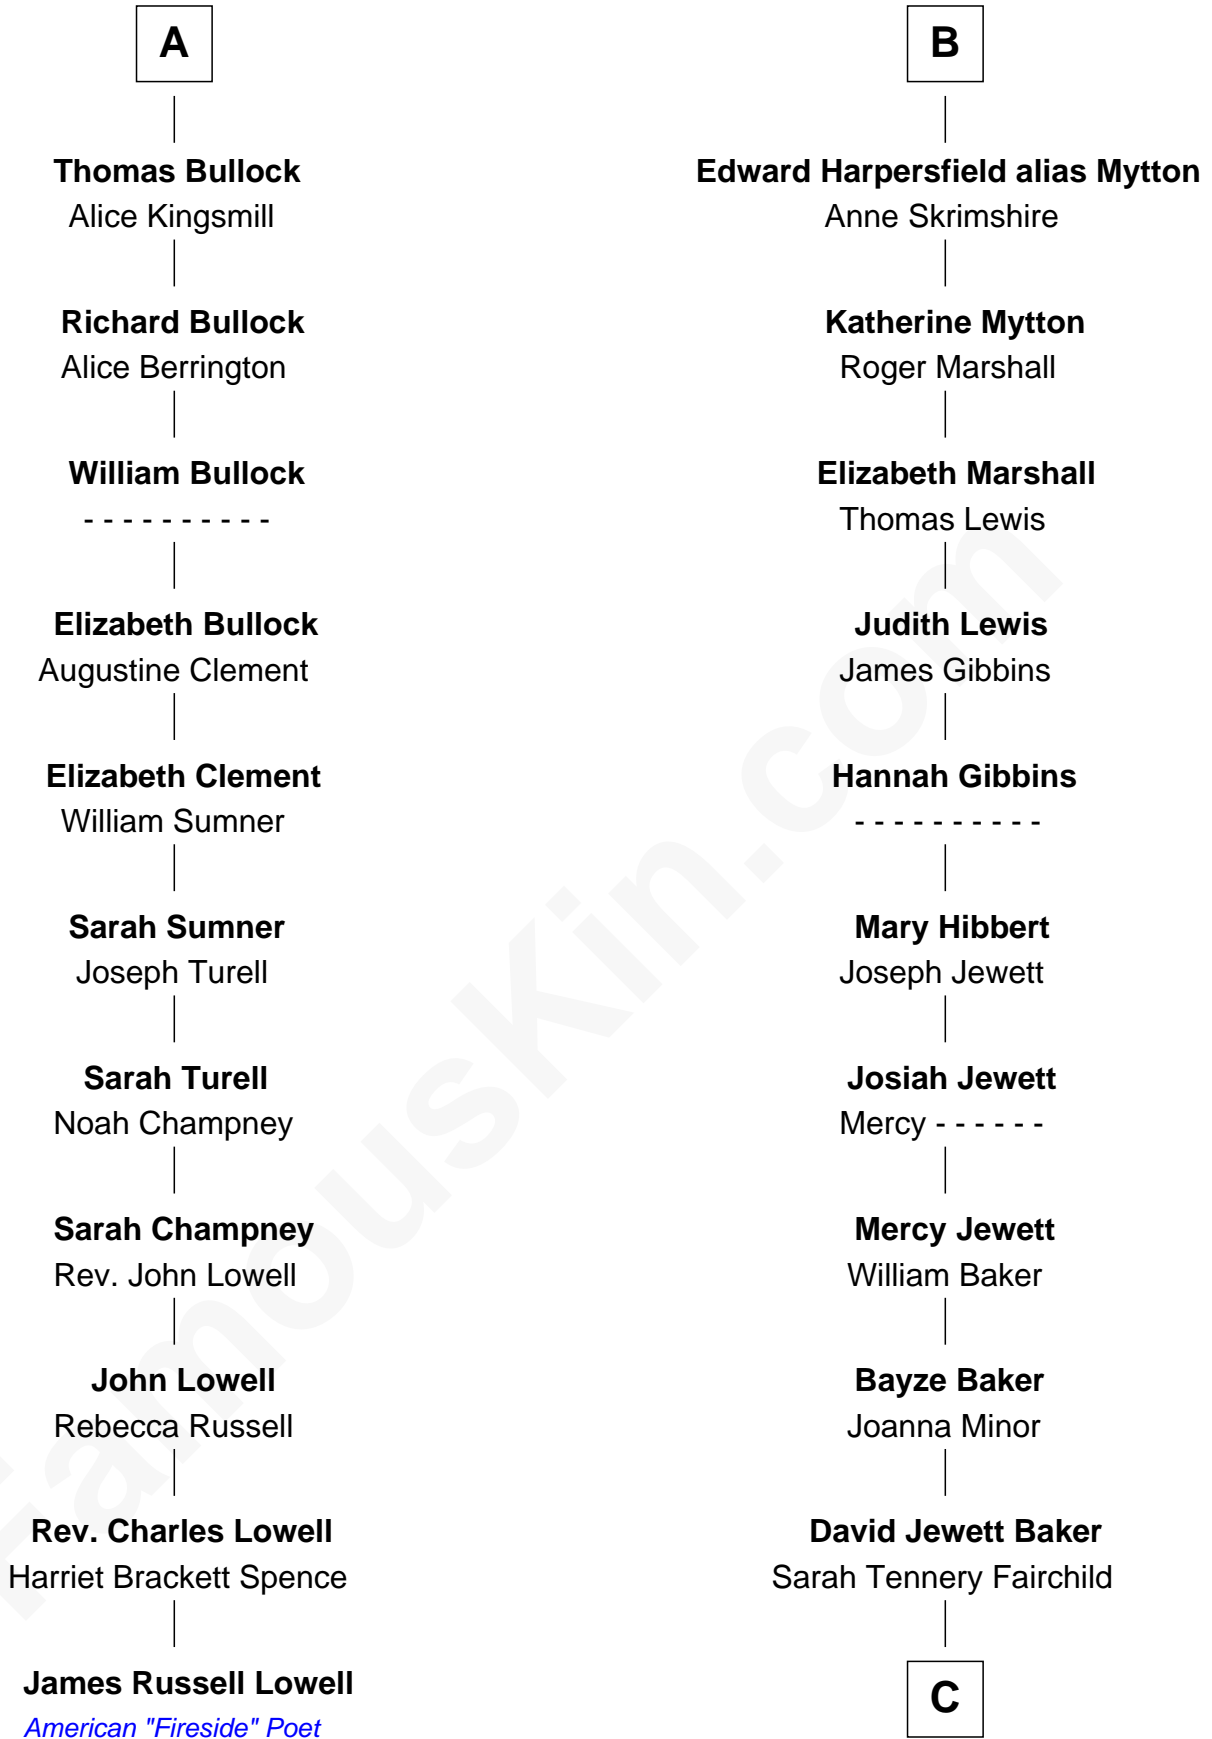 A
Thomas Bullock
Alice Kingsmill
Richard Bullock
Alice Berrington
William Bullock
- - - - - - - - - -
Elizabeth Bullock
Augustine Clement
Elizabeth Clement
William Sumner
Sarah Sumner
Joseph Turell
Sarah Turell
Noah Champney
Sarah Champney
Rev. John Lowell
John Lowell
Rebecca Russell
Rev. Charles Lowell
Harriet Brackett Spence
James Russell Lowell
American "Fireside" Poet
B
Edward Harpersfield alias Mytton
Anne Skrimshire
Katherine Mytton
Roger Marshall
Elizabeth Marshall
Thomas Lewis
Judith Lewis
James Gibbins
Hannah Gibbins
- - - - - - - - - -
Mary Hibbert
Joseph Jewett
Josiah Jewett
Mercy - - - - - -
Mercy Jewett
William Baker
Bayze Baker
Joanna Minor
David Jewett Baker
Sarah Tennery Fairchild
C
FamousKin.com